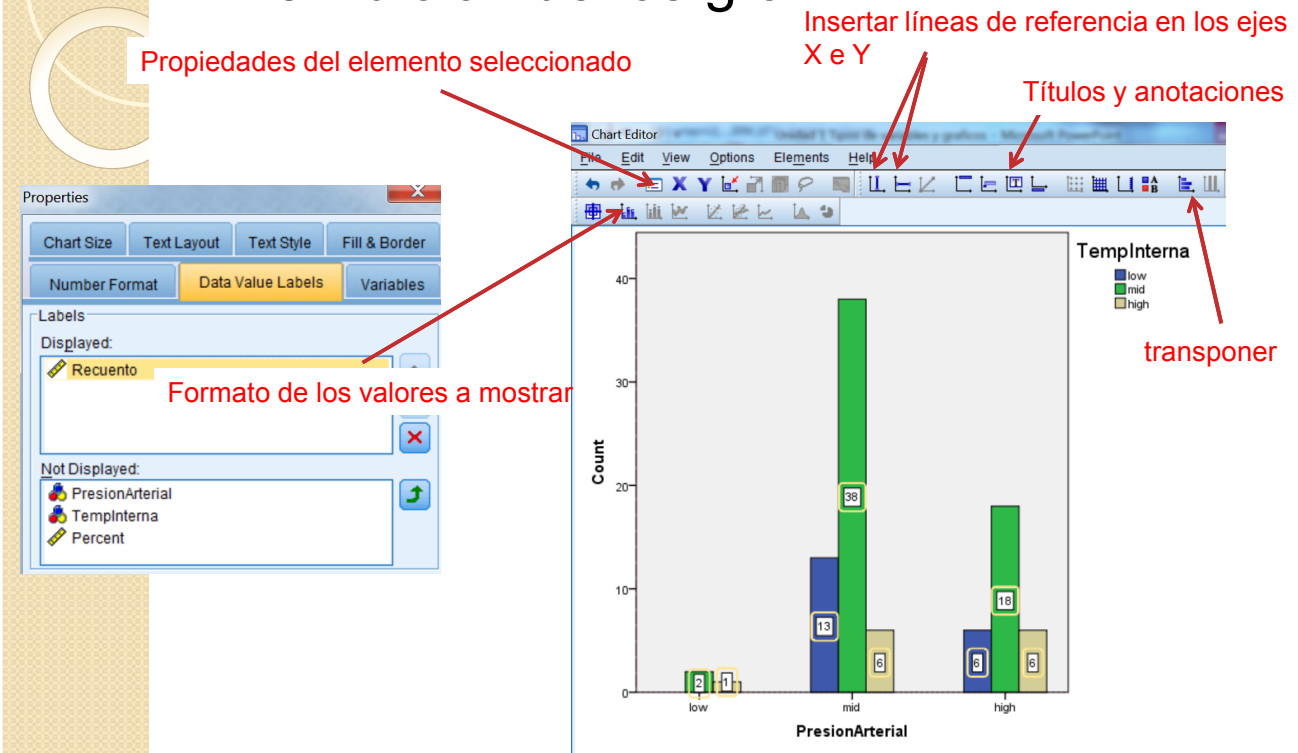 Insertar líneas de referencia en los ejes
X e Y
Propiedades del elemento seleccionado
Títulos y anotaciones
Chart Editor
File Edit View Options Elements Help
X Y
Properties
Chart Size Text Layout Text Style Fill & Border
Number Format Data Value Labels Variables
Labels
Displayed:
Recuento
Formato de los valores a mostrar
Not Displayed:
PresionArterial
TempInterna
Percent
TempInterna
low
mid
high
transponer
40
30
20
10
0
Count
38
13
6
18
6
6
2
1
low mid high
PresionArterial